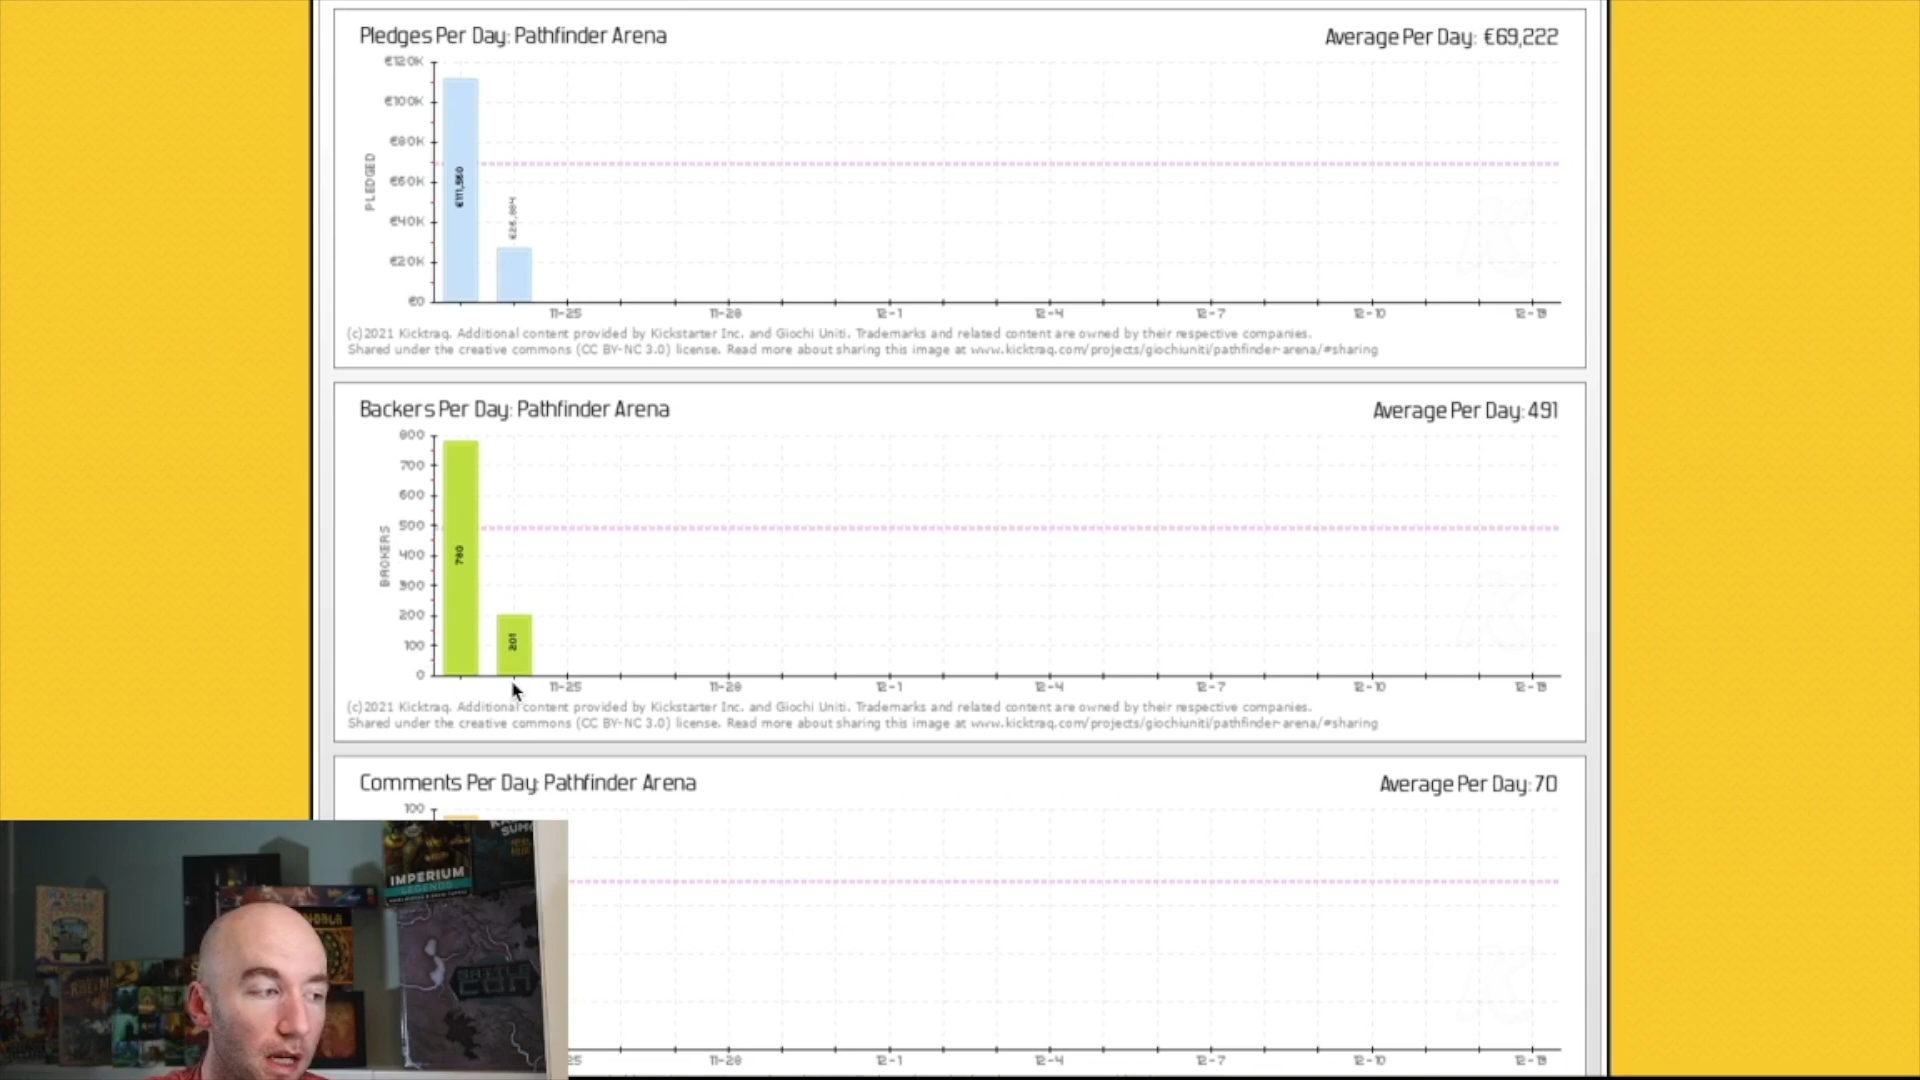 Pledges Per Day: Pathfinder Arena
Average Per Day: €69,222
€120K
€100K
€80K
€60K
€40K
€20K
€0
PLEDGED
€111,560
11-25
11-28
12-1
12-4
12-7
12-10
12-13
(c)2021 Kicktraq. Additional content provided by Kickstarter Inc. and Giochi Uniti. Trademarks and related content are owned by their respective companies.
Shared under the creative commons (CC BY-NC 3.0) license. Read more about sharing this image at www.kicktraq.com/projects/giochiuniti/pathfinder-arena/#sharing
Backers Per Day: Pathfinder Arena
Average Per Day: 491
800
700
600
500
400
300
200
100
0
BACKERS
780
201
11-25
11-28
12-1
12-4
12-7
12-10
12-13
(c)2021 Kicktraq. Additional content provided by Kickstarter Inc. and Giochi Uniti. Trademarks and related content are owned by their respective companies.
Shared under the creative commons (CC BY-NC 3.0) license. Read more about sharing this image at www.kicktraq.com/projects/giochiuniti/pathfinder-arena/#sharing
Comments Per Day: Pathfinder Arena
Average Per Day: 70
100
25
11-28
12-1
12-4
12-7
12-10
12-13
IMPERIUM
LEGENDS
BATTLE
CON